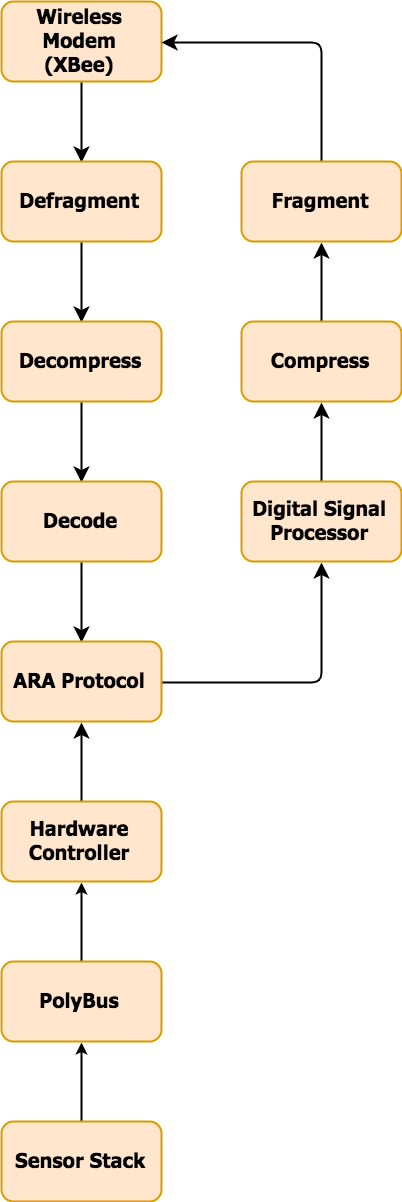 Wireless
Modem
(XBee)
Defragment
Fragment
Decompress
Compress
Decode
Digital Signal
Processor
ARA Protocol
Hardware
Controller
PolyBus
Sensor Stack